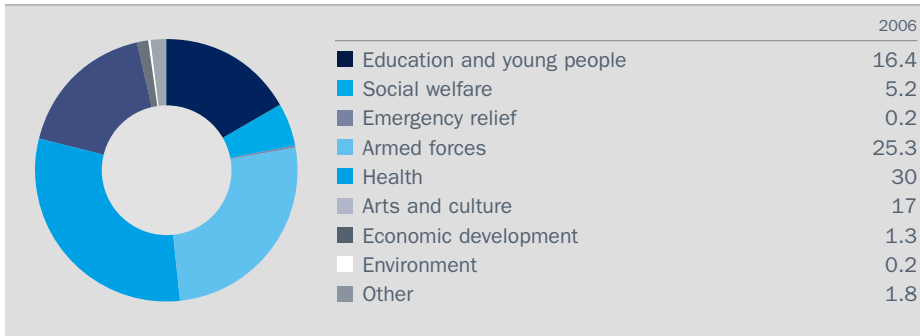 2006
Education and young people 16.4
Social welfare 5.2
Emergency relief 0.2
Armed forces 25.3
Health 30
Arts and culture 17
Economic development 1.3
Environment 0.2
Other 1.8